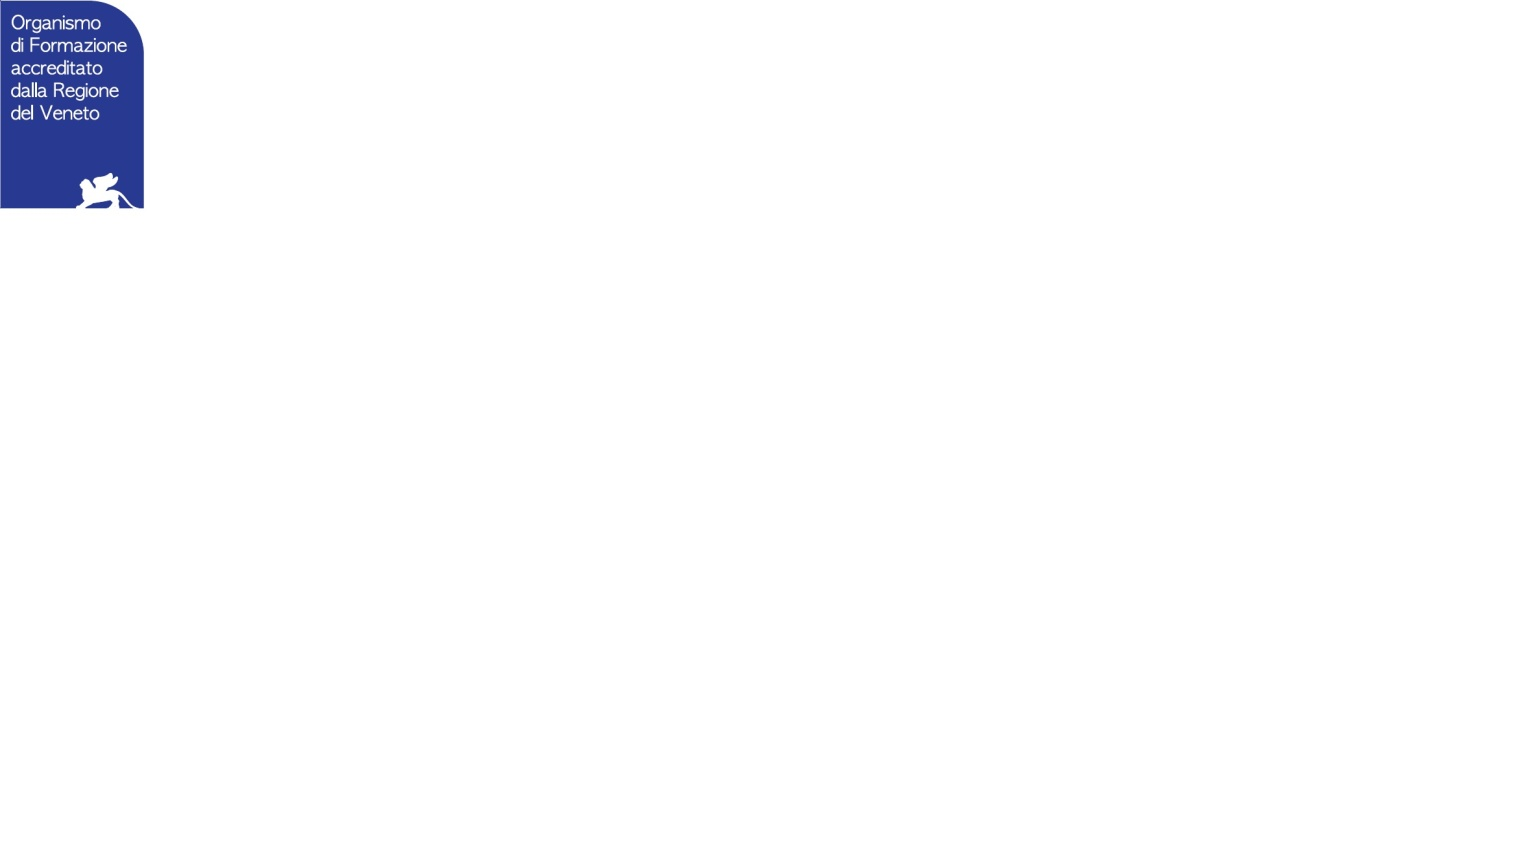 Organismo
di Formazione
accreditato
dalla Regione
del Veneto